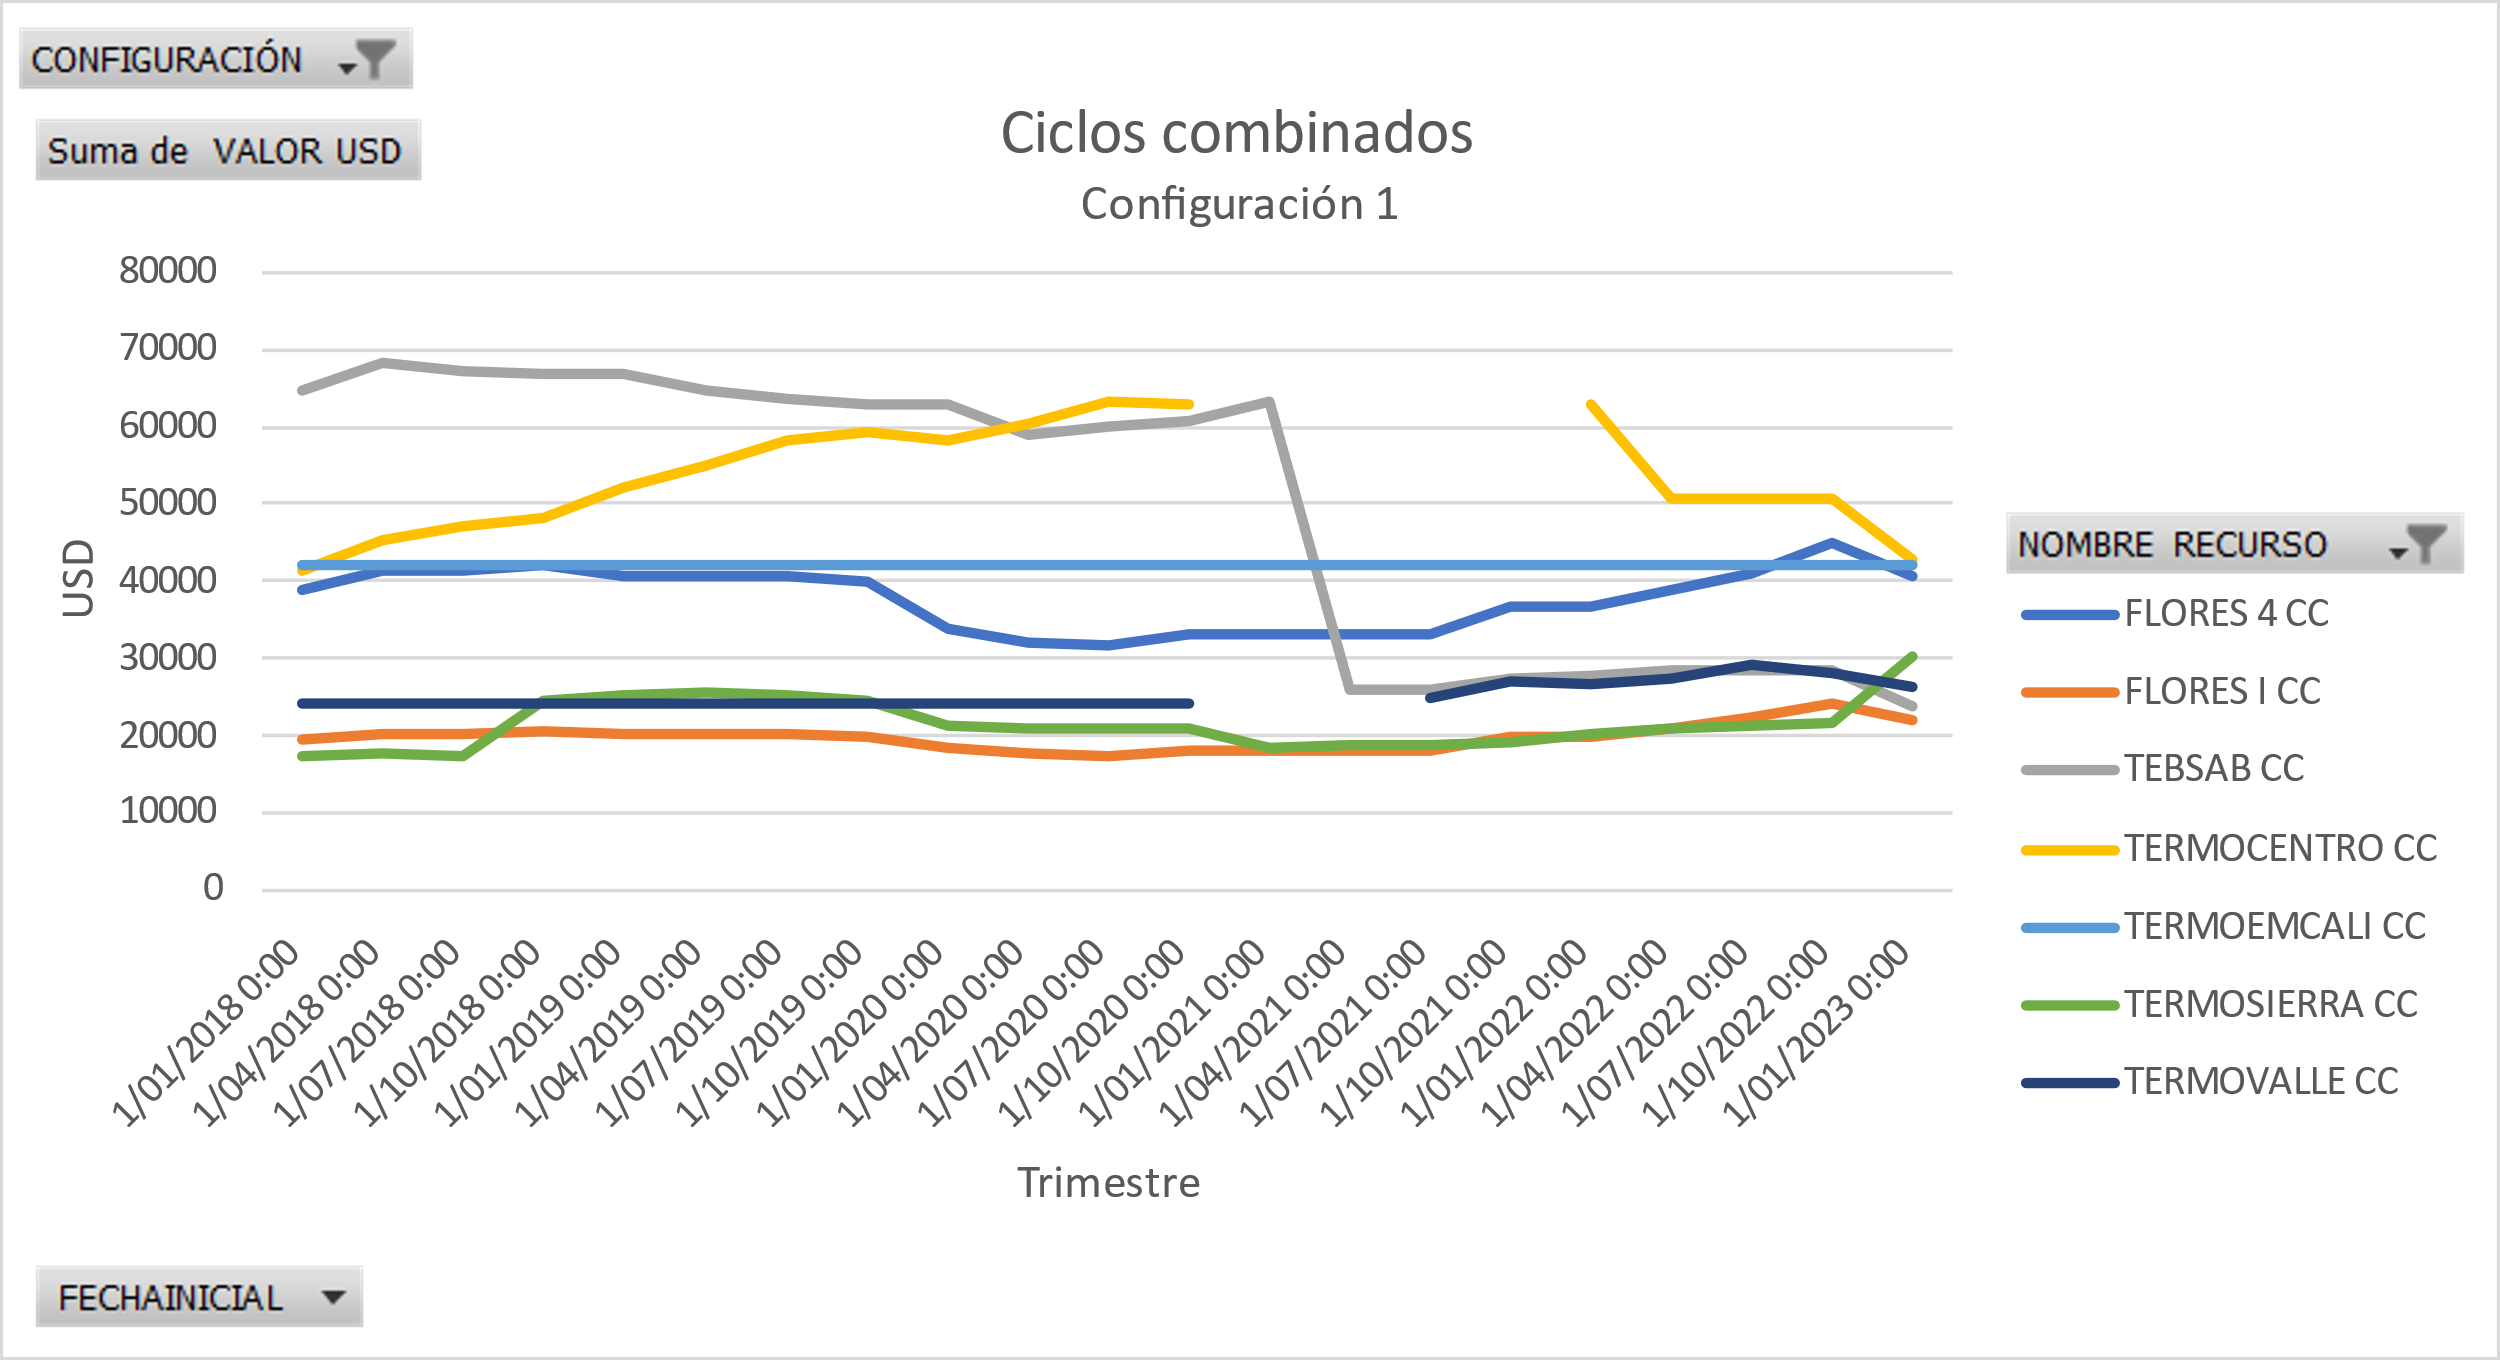 CONFIGURACIÓN
Suma de VALOR USD
Ciclos combinados
Configuración 1
80000
70000
60000
50000
40000
30000
20000
10000
0
USD
1/01/2018 0:00
1/04/2018 0:00
1/07/2018 0:00
1/10/2018 0:00
1/01/2019 0:00
1/04/2019 0:00
1/07/2019 0:00
1/10/2019 0:00
1/01/2020 0:00
1/04/2020 0:00
1/07/2020 0:00
1/10/2020 0:00
1/01/2021 0:00
1/04/2021 0:00
1/07/2021 0:00
1/10/2021 0:00
1/01/2022 0:00
1/04/2022 0:00
1/07/2022 0:00
1/10/2022 0:00
1/01/2023 0:00
Trimestre
NOMBRE RECURSO
FLORES 4 CC
FLORES I CC
TEBSAB CC
TERMOCENTRO CC
TERMOEMCALI CC
TERMOSIERRA CC
TERMOVALLE CC
FECHAINICIAL